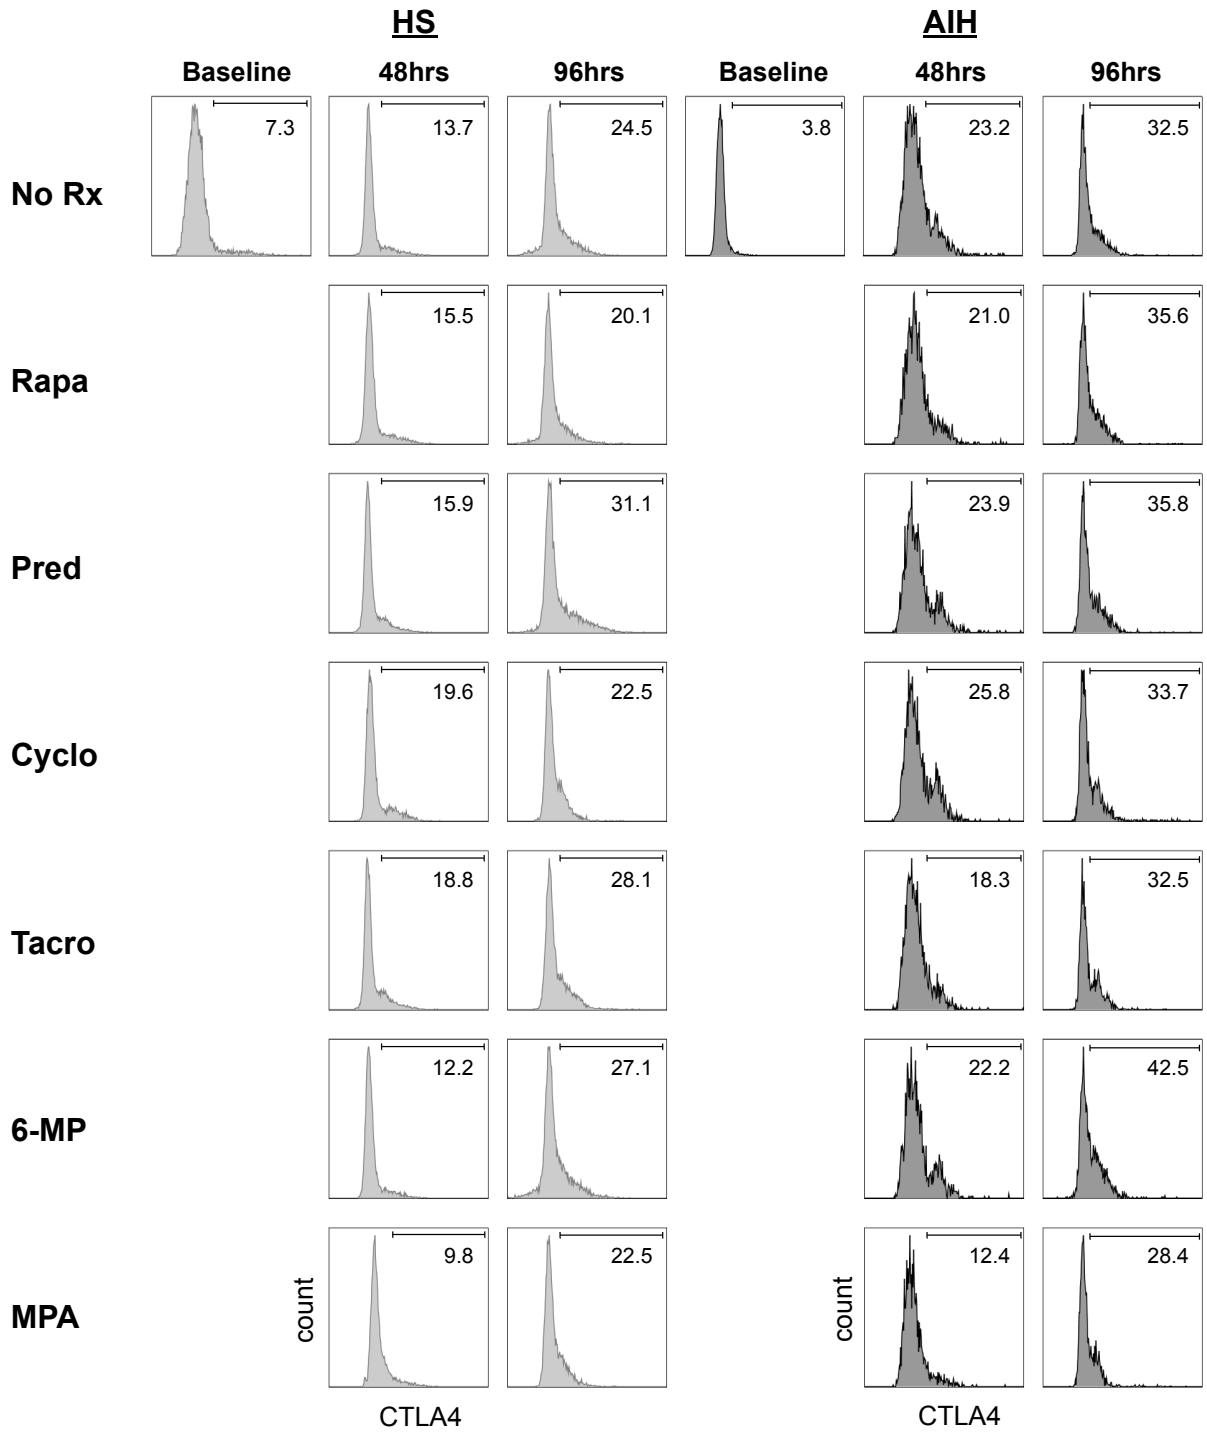 HS AIH
Baseline 48hrs 96hrs Baseline 48hrs 96hrs
No Rx 7.3 13.7 24.5 3.8 23.2 32.5
Rapa 15.5 20.1 21.0 35.6
Pred 15.9 31.1 23.9 35.8
Cyclo 19.6 22.5 25.8 33.7
Tacro 18.8 28.1 18.3 32.5
6-MP 12.2 27.1 22.2 42.5
MPA count 9.8 22.5 count 12.4 28.4
CTLA4 CTLA4